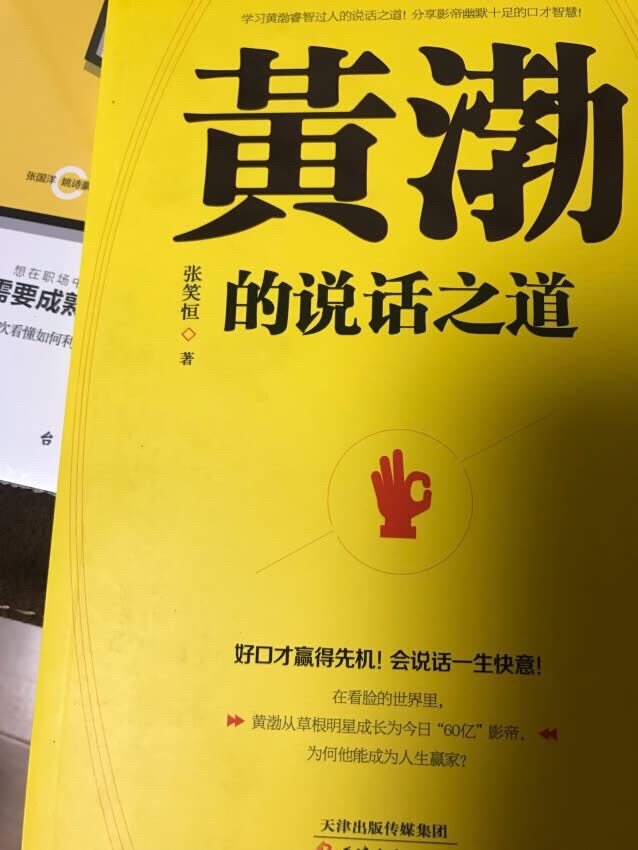 学习黄渤睿智过人的说话之道！分享影帝幽默十足的口才智慧！
黄渤
的说话之道
张笑恒◇著
好口才赢得先机！会说话一生快意！
在看脸的世界里，
黄渤从草根明星成长为今日“60亿”影帝，
为何他能成为人生赢家？
天津出版传媒集团
张国洋 姚诗豪
想在职场中
需要成熟
次看懂如何利
台